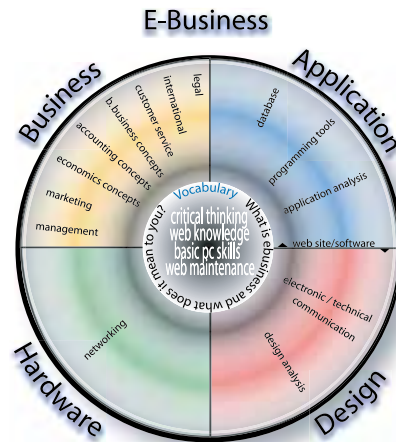 E-Business
Business
legal
international
customer service
b. business concepts
accounting concepts
economics concepts
marketing
management
Application
database
programming tools
application analysis
web site/software
Vocabulary
critical thinking
web knowledge
basic pc skills
web maintenance
What is ebusiness and what does it mean to you?
electronic / technical
communication
design analysis
Design
networking
Hardware